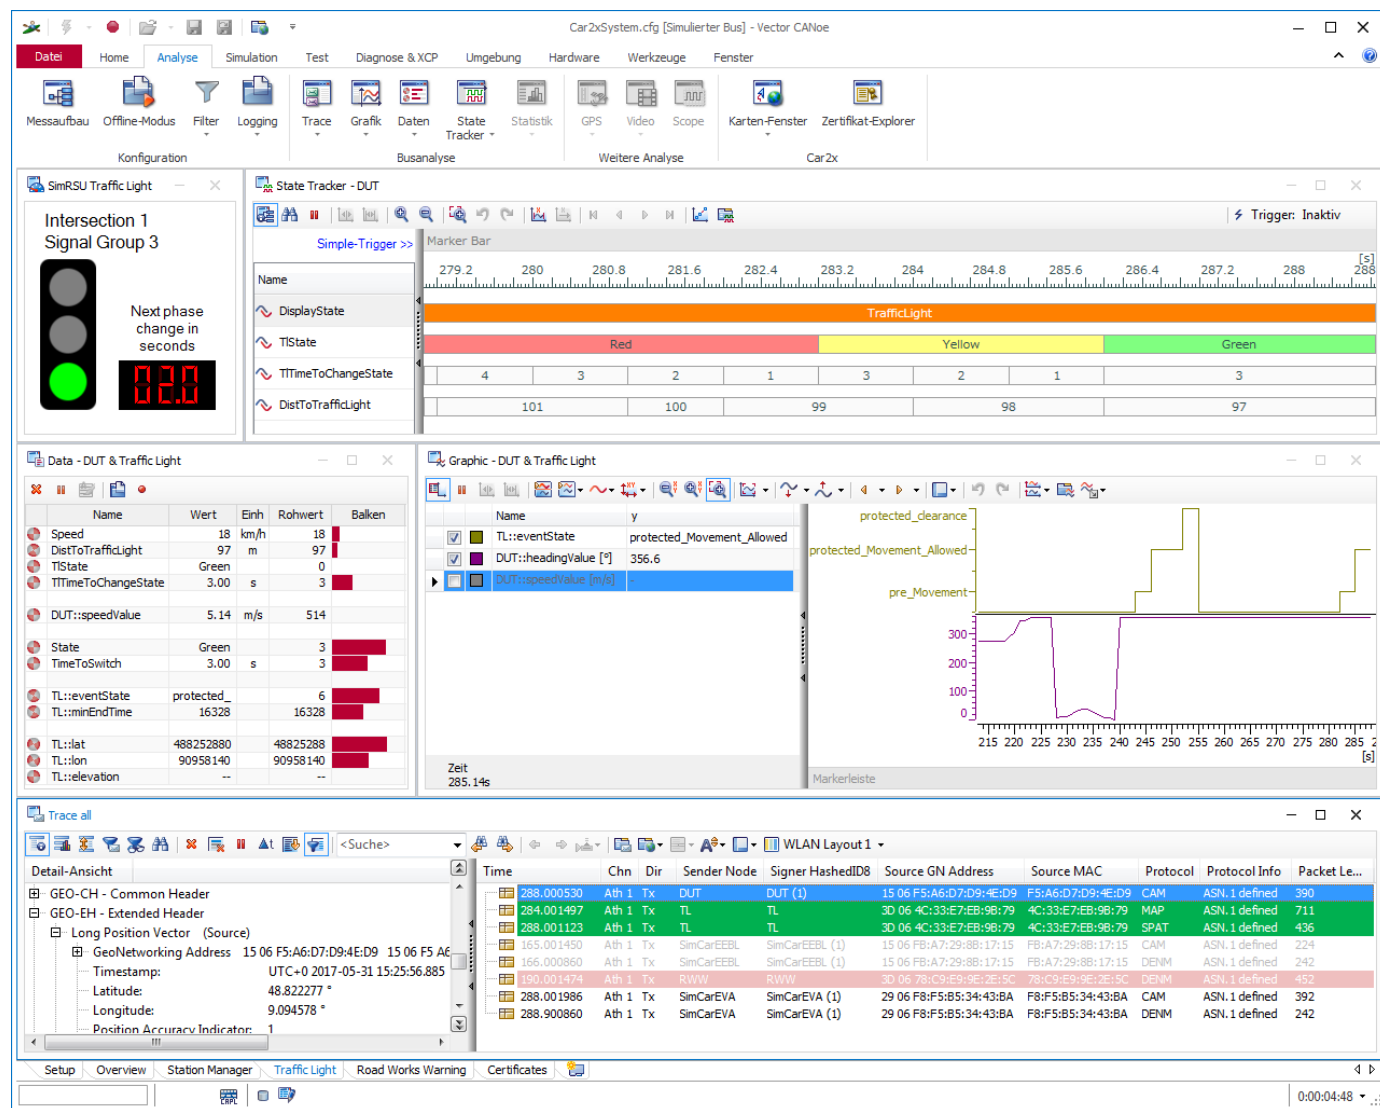 Car2xSystem.cfg [Simulierter Bus] - Vector CANoe
Datei Home Analyse Simulation Test Diagnose & XCP Umgebung Hardware Werkzeuge Fenster
Messaufbau Offline-Modus Filter Logging Trace Grafik Daten State Tracker Statistik GPS Video Scope Karten-Fenster Zertifikat-Explorer
Konfiguration Busanalyse Weitere Analyse Car2x
SimRSU Traffic Light
Intersection 1
Signal Group 3
Next phase
change in
seconds
02.0
State Tracker - DUT
Trigger: Inaktiv
Simple-Trigger >> Marker Bar
[s]
Name 279.2 280 280.8 281.6 282.4 283.2 284 284.8 285.6 286.4 287.2 288 288
DisplayState TrafficLight
TlState Red Yellow Green
TlTimeToChangeState 4 3 2 1 3 2 1 3
DistToTrafficLight 101 100 99 98 97
Data - DUT & Traffic Light
Name Wert Einh Rohwert Balken
Speed 18 km/h 18
DistToTrafficLight 97 m 97
TlState Green 0
TlTimeToChangeState 3.00 s 3
DUT::speedValue 5.14 m/s 514
State Green 3
TimeToSwitch 3.00 s 3
TL::eventState protected_ 6
TL::minEndTime 16328 16328
TL::lat 488252880 48825288
TL::lon 90958140 90958140
TL::elevation -- --
Graphic - DUT & Traffic Light
Name y
TL::eventState protected_Movement_Allowed
DUT::headingValue [°] 356.6
DUT::speedValue [m/s] -
Zeit
285.14s
protected_clearance
protected_Movement_Allowed
pre_Movement
300
200
100
0
215 220 225 230 235 240 245 250 255 260 265 270 275 280 285 2
[s]
Markerleiste
Trace all
<Suche> WLAN Layout 1
Detail-Ansicht
GEO-CH - Common Header
GEO-EH - Extended Header
Long Position Vector (Source)
GeoNetworking Address 15 06 F5:A6:D7:D9:4E:D9 15 06 F5 A6
Timestamp: UTC+0 2017-05-31 15:25:56.885
Latitude: 48.822277 °
Longitude: 9.094578 °
Position Accuracy Indicator: 1
Time Chn Dir Sender Node Signer HashedID8 Source GN Address Source MAC Protocol Protocol Info Packet Le...
288.000530 Ath 1 Tx DUT DUT (1) 15 06 F5:A6:D7:D9:4E:D9 F5:A6:D7:D9:4E:D9 CAM ASN.1 defined 390
284.001497 Ath 1 Tx TL TL 3D 06 4C:33:E7:EB:9B:79 4C:33:E7:EB:9B:79 MAP ASN.1 defined 711
288.001123 Ath 1 Tx TL TL 3D 06 4C:33:E7:EB:9B:79 4C:33:E7:EB:9B:79 SPAT ASN.1 defined 436
165.001450 Ath 1 Tx SimCarEEBL SimCarEEBL (1) 15 06 FB:A7:29:8B:17:15 FB:A7:29:8B:17:15 CAM ASN.1 defined 224
166.000860 Ath 1 Tx SimCarEEBL SimCarEEBL (1) 15 06 FB:A7:29:8B:17:15 FB:A7:29:8B:17:15 DENM ASN.1 defined 242
190.001474 Ath 1 Tx RWW RWW 3D 06 78:C9:E9:9E:2E:5C 78:C9:E9:9E:2E:5C DENM ASN.1 defined 452
288.001986 Ath 1 Tx SimCarEVA SimCarEVA (1) 29 06 F8:F5:B5:34:43:BA F8:F5:B5:34:43:BA CAM ASN.1 defined 392
288.900860 Ath 1 Tx SimCarEVA SimCarEVA (1) 29 06 F8:F5:B5:34:43:BA F8:F5:B5:34:43:BA DENM ASN.1 defined 242
Setup Overview Station Manager Traffic Light Road Works Warning Certificates
CAPL
0:00:04:48